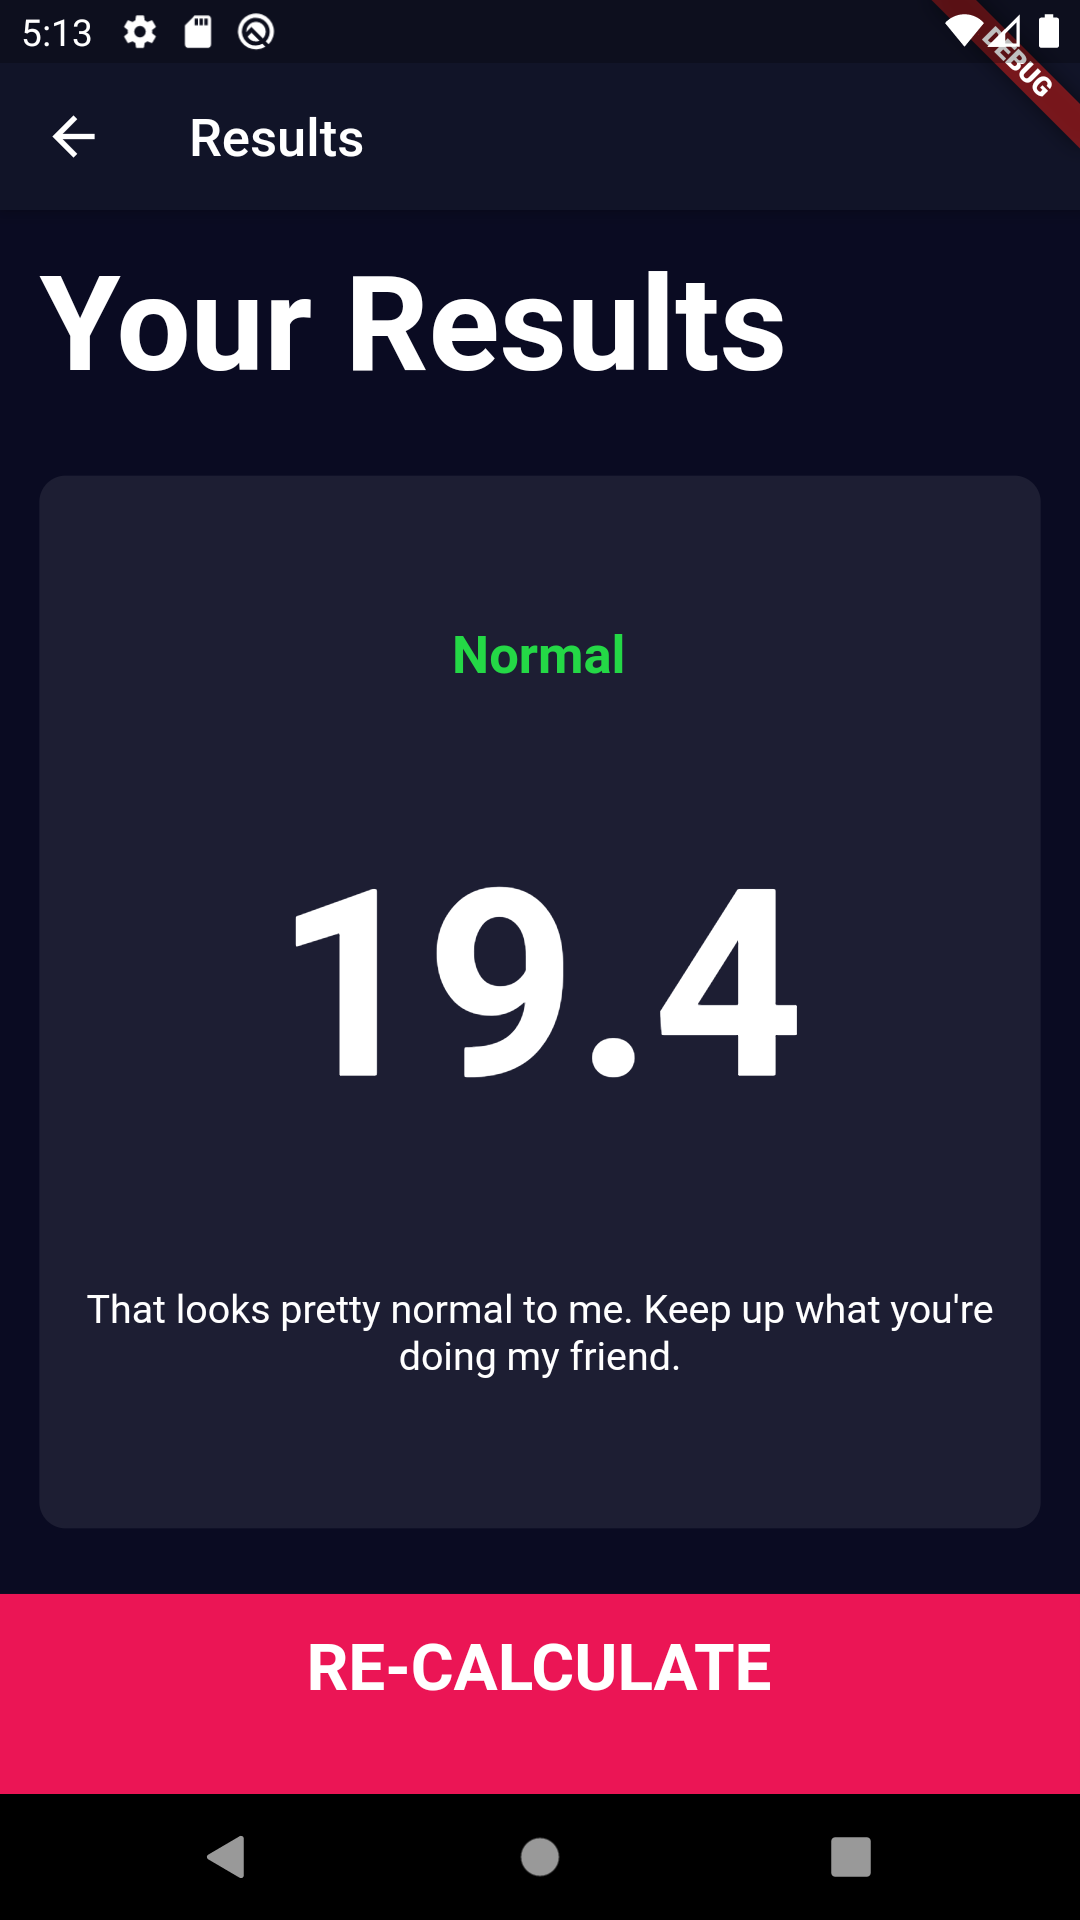 5:13
DEBUG
Results
Your Results
Normal
19.4
That looks pretty normal to me. Keep up what you're
doing my friend.
RE-CALCULATE